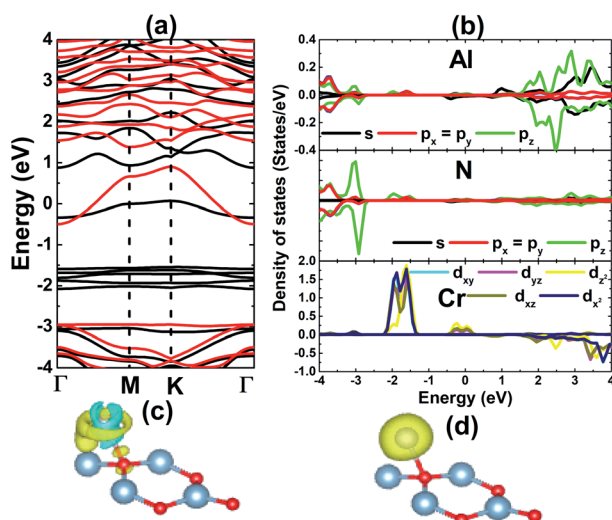 (a)
4
3
2
1
0
-1
-2
-3
-4
Energy (eV)
Γ M K Γ
(b)
0.4
0.2
0.0
-0.2
-0.4
Al
s px = py pz
N
s px = py pz
2.0
1.5
1.0
0.5
0.0
-0.5
-1.0
Cr
dxy dyz dz²
dxz dx²
Density of states (States/eV)
-4 -3 -2 -1 0 1 2 3 4
Energy (eV)
(c)
(d)